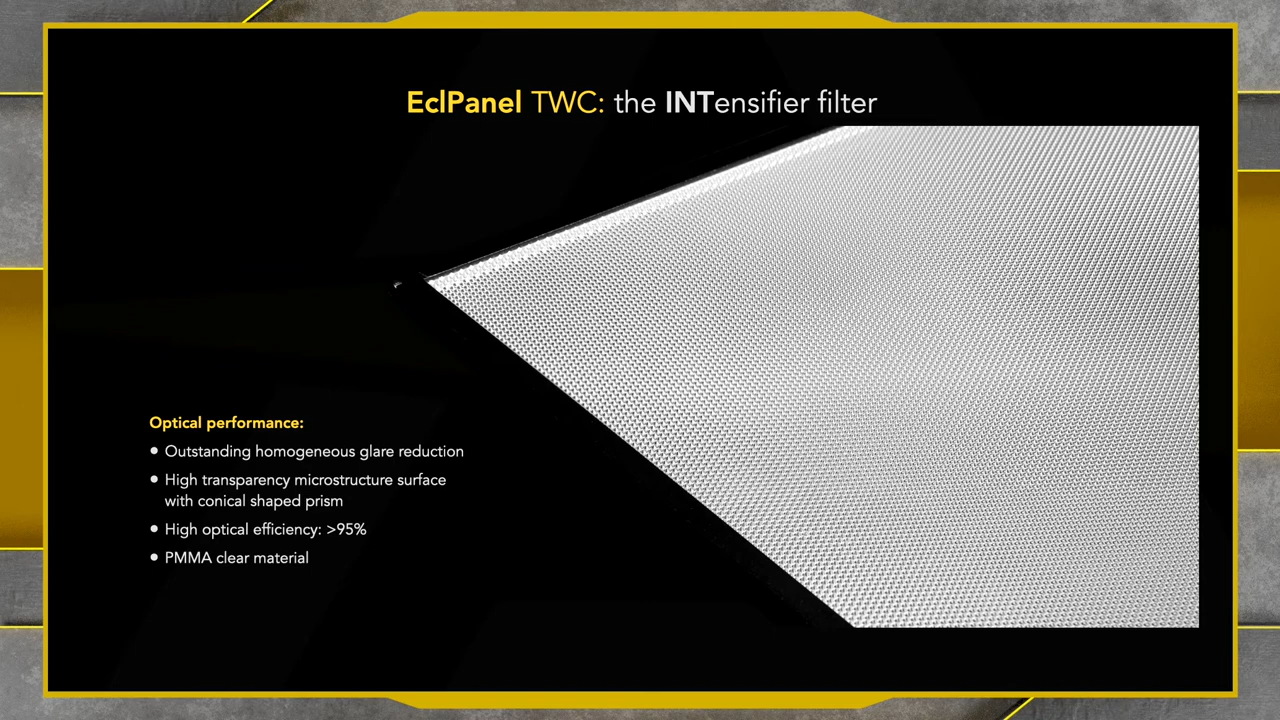 EclPanel TWC: the INTensifier filter
Optical performance:
• Outstanding homogeneous glare reduction
• High transparency microstructure surface
with conical shaped prism
• High optical efficiency: >95%
• PMMA clear material